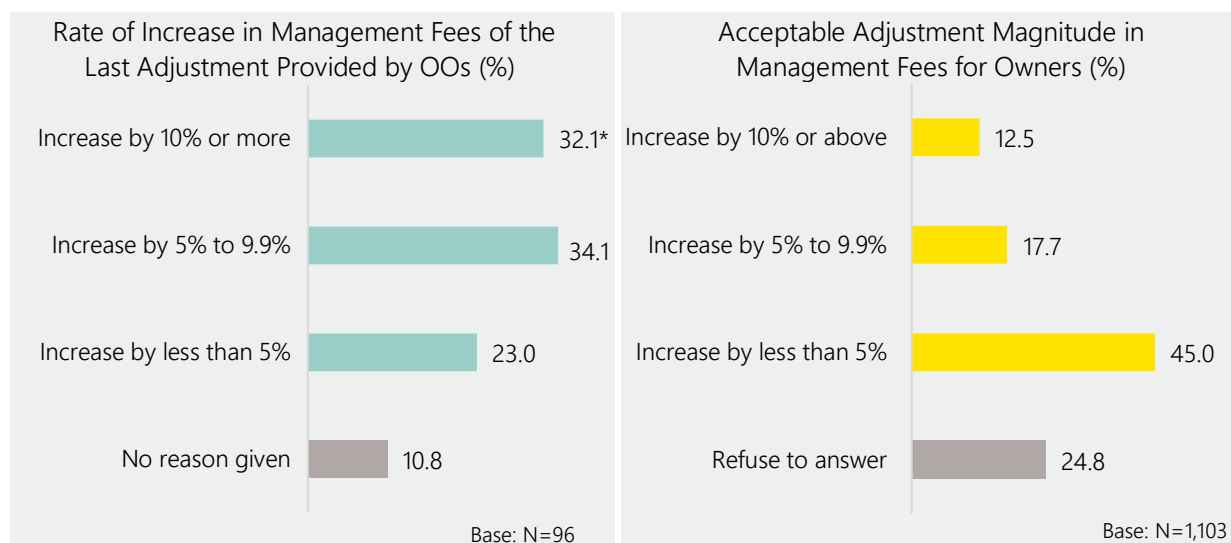 Rate of Increase in Management Fees of the
Last Adjustment Provided by OOs (%)
Increase by 10% or more
32.1*
Increase by 5% to 9.9%
34.1
Increase by less than 5%
23.0
No reason given
10.8
Base: N=96
Acceptable Adjustment Magnitude in
Management Fees for Owners (%)
Increase by 10% or above
12.5
Increase by 5% to 9.9%
17.7
Increase by less than 5%
45.0
Refuse to answer
24.8
Base: N=1,103